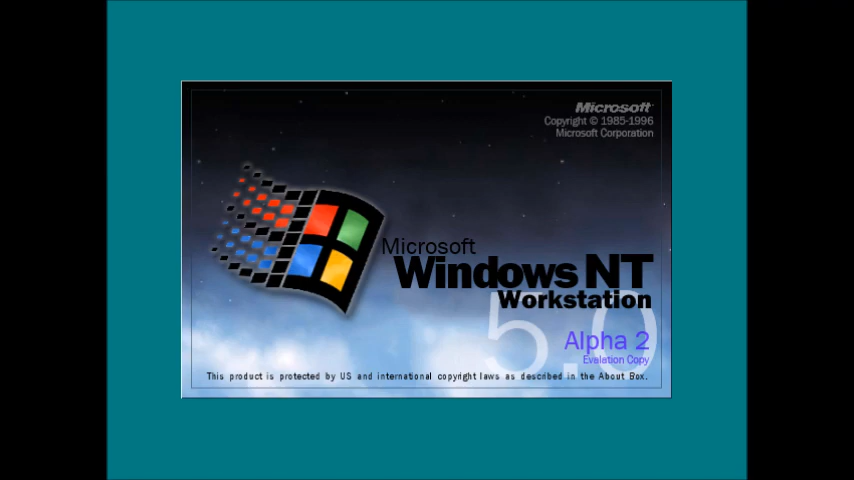 Microsoft
Copyright © 1985-1996
Microsoft Corporation
Microsoft
Windows NT
Workstation
5.0
Alpha 2
Evalation Copy
This product is protected by US and international copyright laws as described in the About Box.